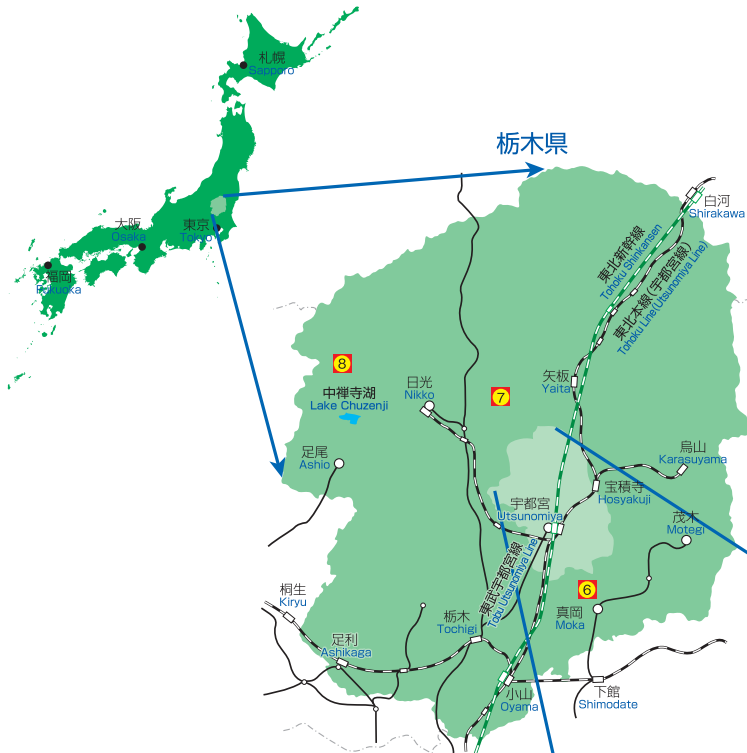 札幌
Sapporo
栃木県
大阪
Osaka
東京
Tokyo
福岡
Fukuoka
白河
Shirakawa
東北新幹線
Tohoku Shinkansen
東北本線(宇都宮線)
Tohoku Line(Utsunomiya Line)
8
中禅寺湖
Lake Chuzenji
日光
Nikko
7
矢板
Yaita
足尾
Ashio
烏山
Karasuyama
宝積寺
Hosyakuji
宇都宮
Utsunomiya
茂木
Motegi
東武宇都宮線
Tobu Utsunomiya Line
6
桐生
Kiryu
足利
Ashikaga
栃木
Tochigi
真岡
Moka
小山
Oyama
下館
Shimodate